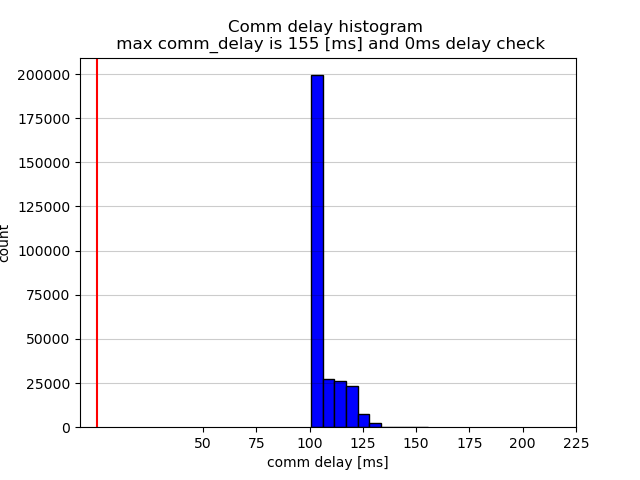 Comm delay histogram
max comm_delay is 155 [ms] and 0ms delay check
200000
175000
150000
125000
100000
75000
50000
25000
0
count
50 75 100 125 150 175 200 225
comm delay [ms]